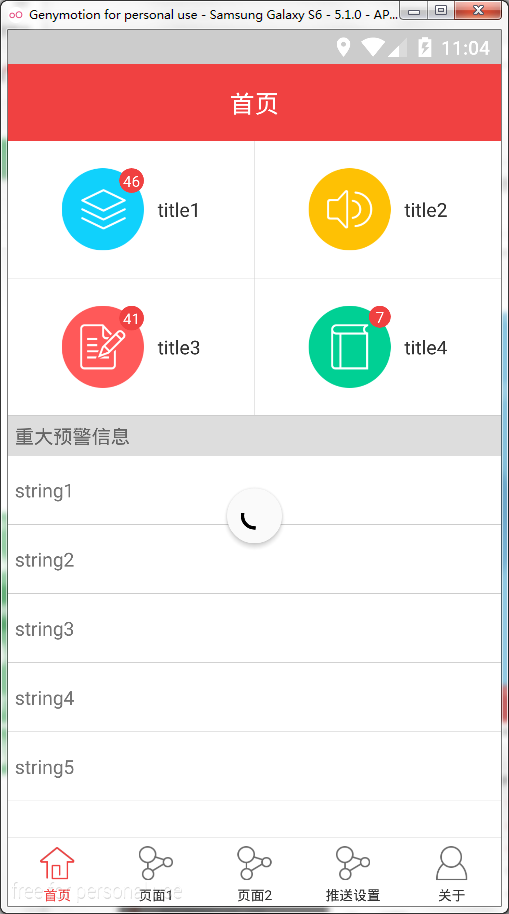 Genymotion for personal use - Samsung Galaxy S6 - 5.1.0 - AP...
11:04
首页
46
title1
title2
41
title3
7
title4
重大预警信息
string1
string2
string3
string4
string5
free for personal use
首页
页面1
页面2
推送设置
关于